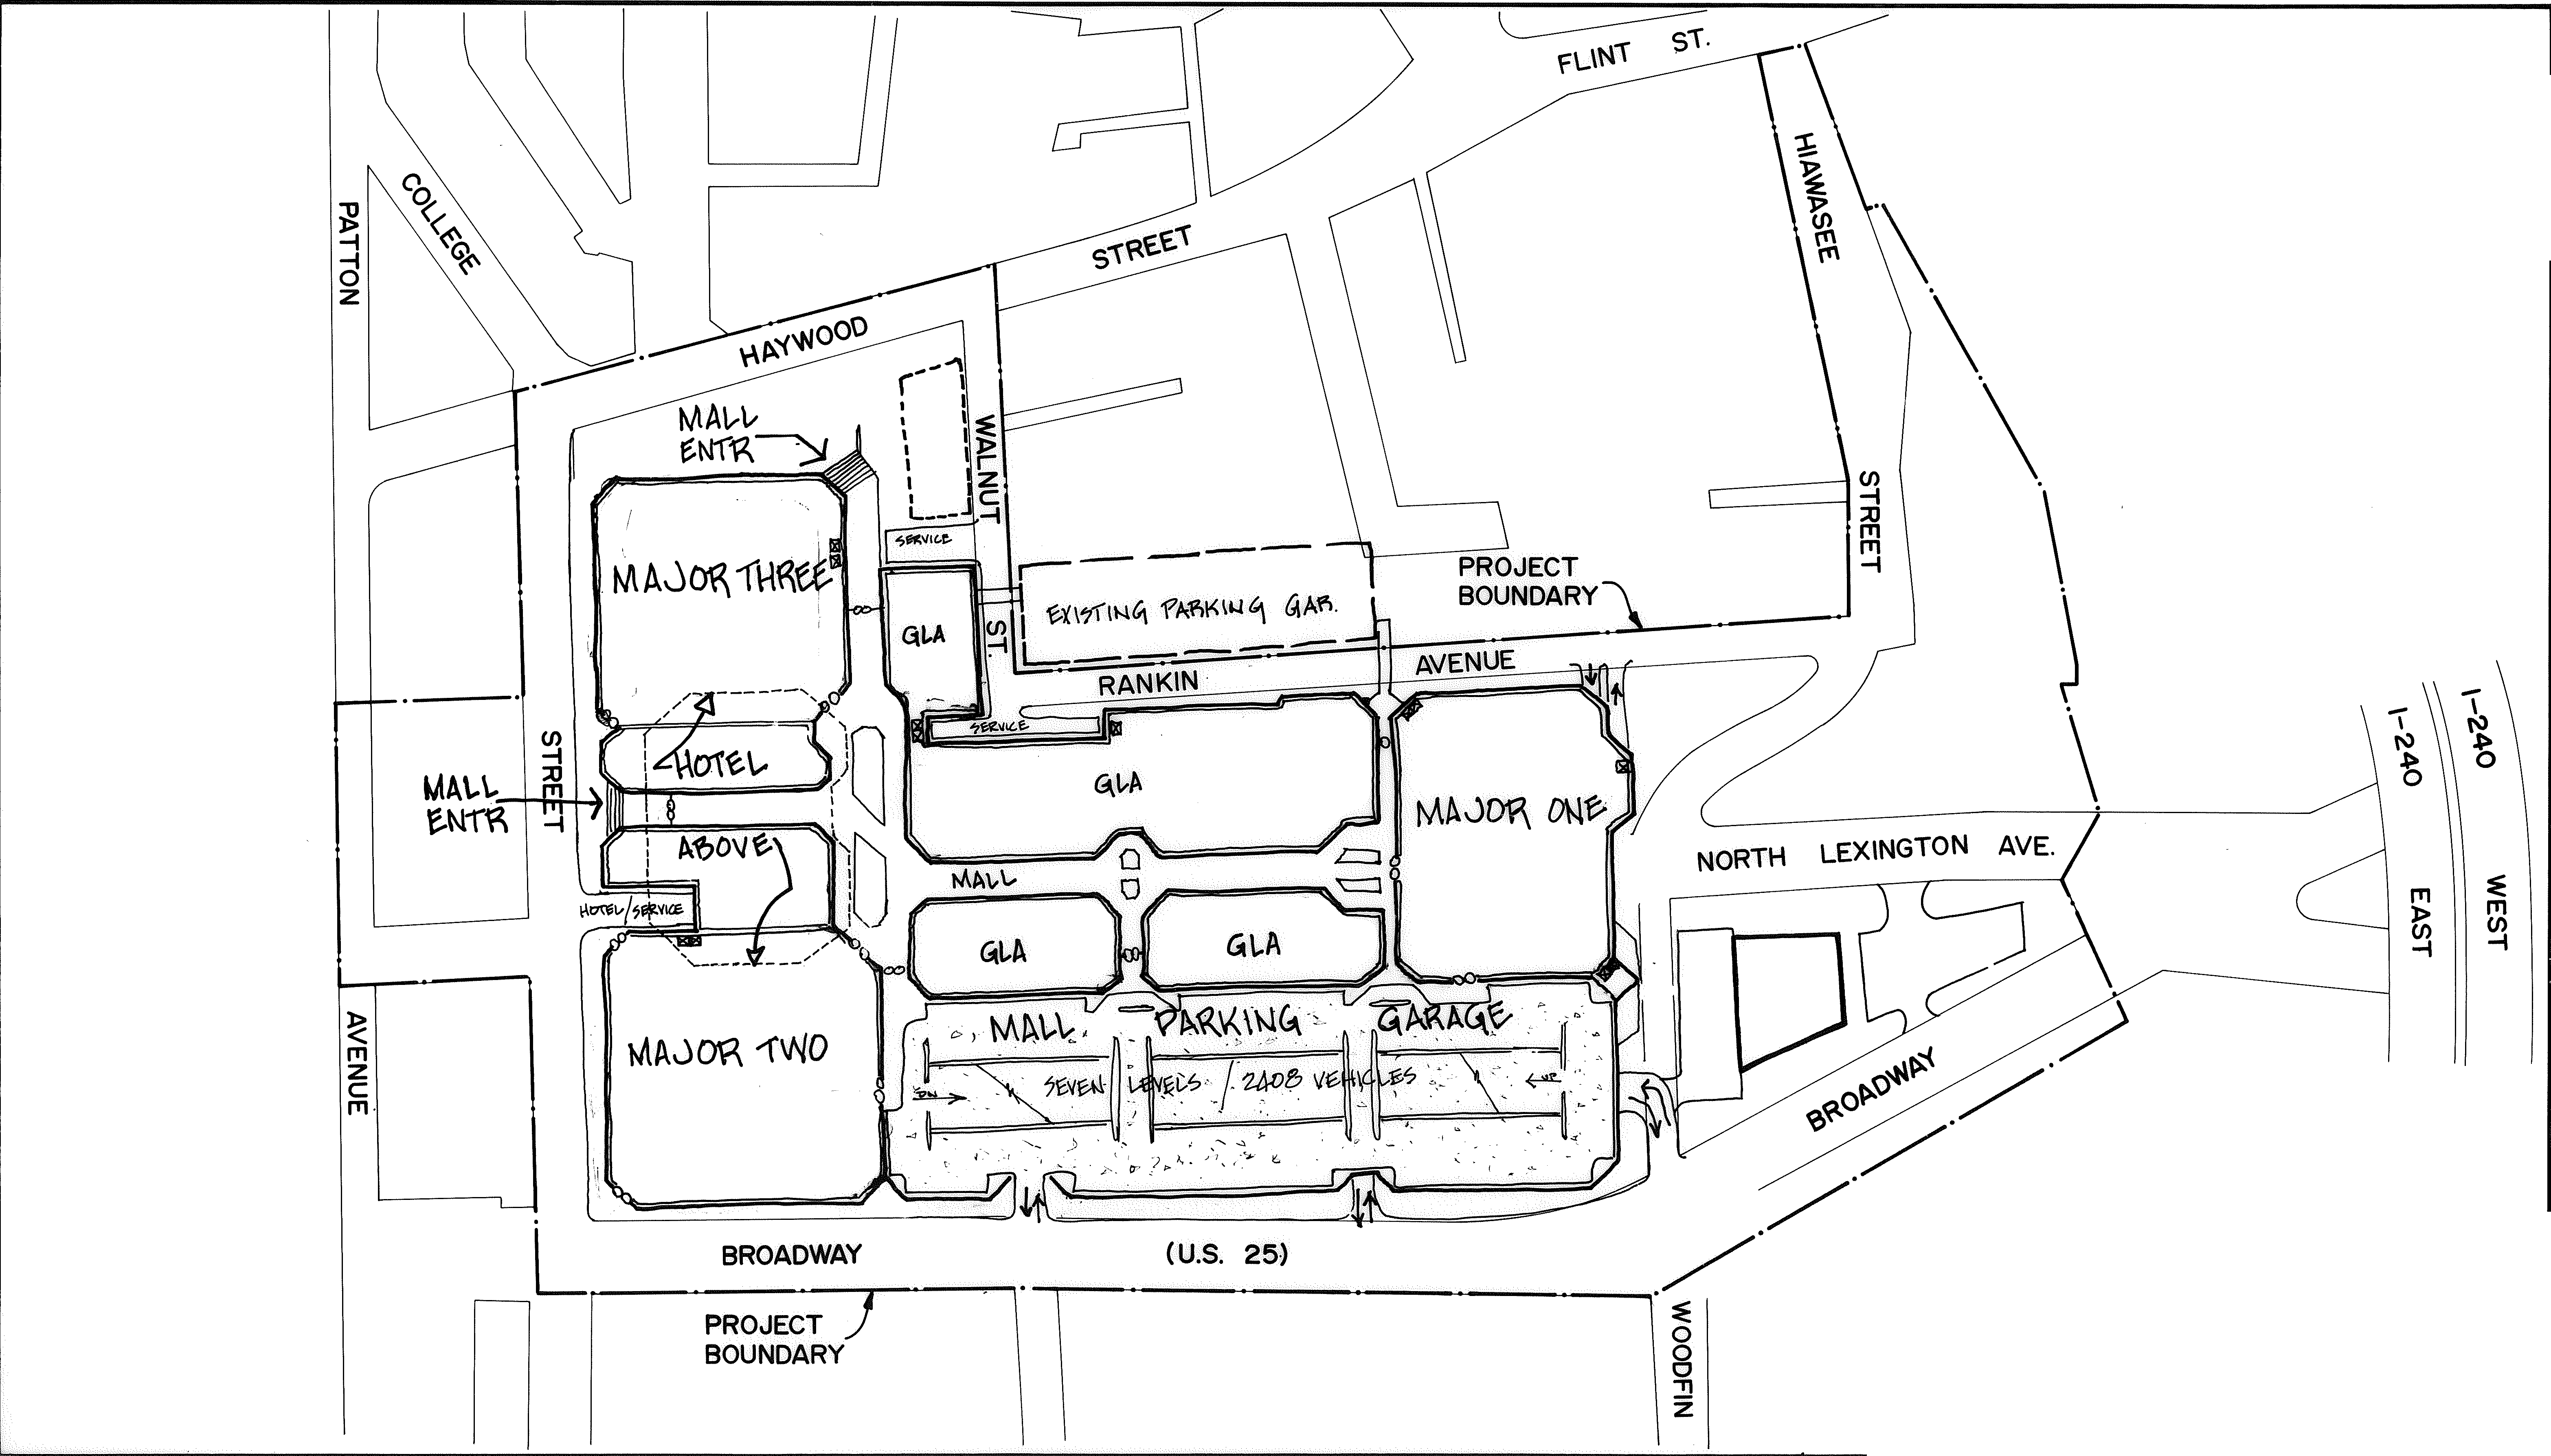 FLINT ST.
HIAWASEE
STREET
PATTON
AVENUE
COLLEGE
HAYWOOD
STREET
STREET
WALNUT
ST.
MALL
ENTR
SERVICE
MAJOR THREE
GLA
EXISTING PARKING GAR.
PROJECT
BOUNDARY
RANKIN
AVENUE
SERVICE
HOTEL
MALL
ENTR
ABOVE
GLA
MAJOR ONE
I-240
EAST
I-240
WEST
NORTH LEXINGTON AVE.
MALL
HOTEL/SERVICE
GLA
GLA
MALL PARKING GARAGE
MAJOR TWO
SEVEN LEVELS / 2408 VEHICLES
DN
UP
BROADWAY
BROADWAY (U.S. 25)
PROJECT
BOUNDARY
WOODFIN